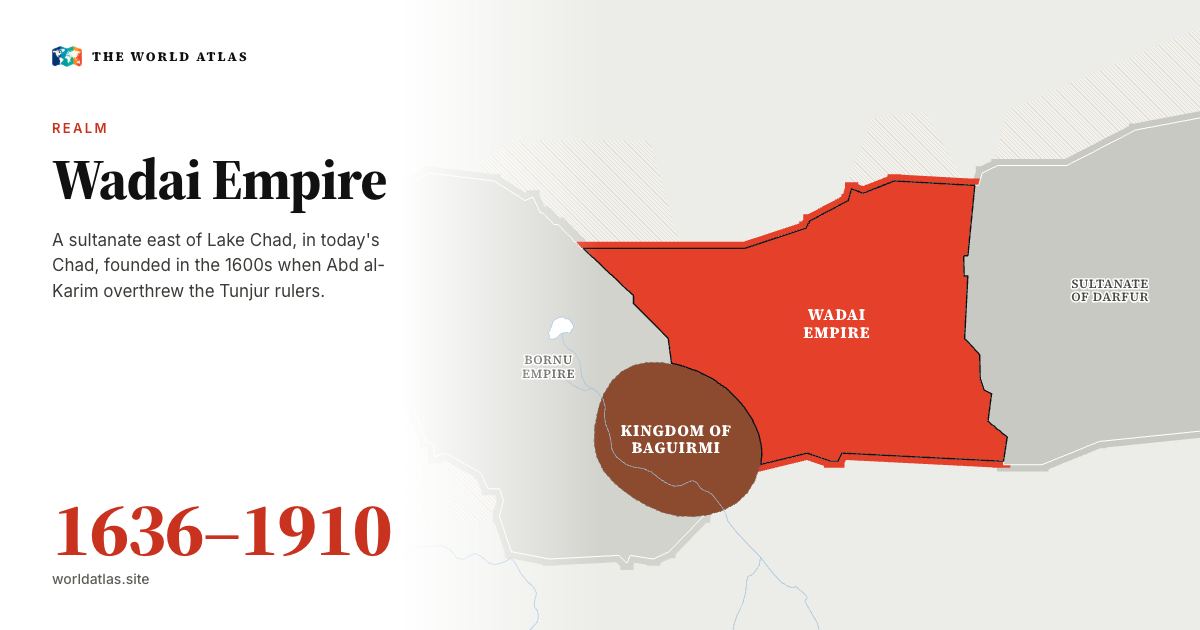 THE WORLD ATLAS
REALM
Wadai Empire
A sultanate east of Lake Chad, in today's
Chad, founded in the 1600s when Abd al-
Karim overthrew the Tunjur rulers.
1636–1910
worldatlas.site
WADAI
EMPIRE
SULTANATE
OF DARFUR
BORNU
EMPIRE
KINGDOM OF
BAGUIRMI